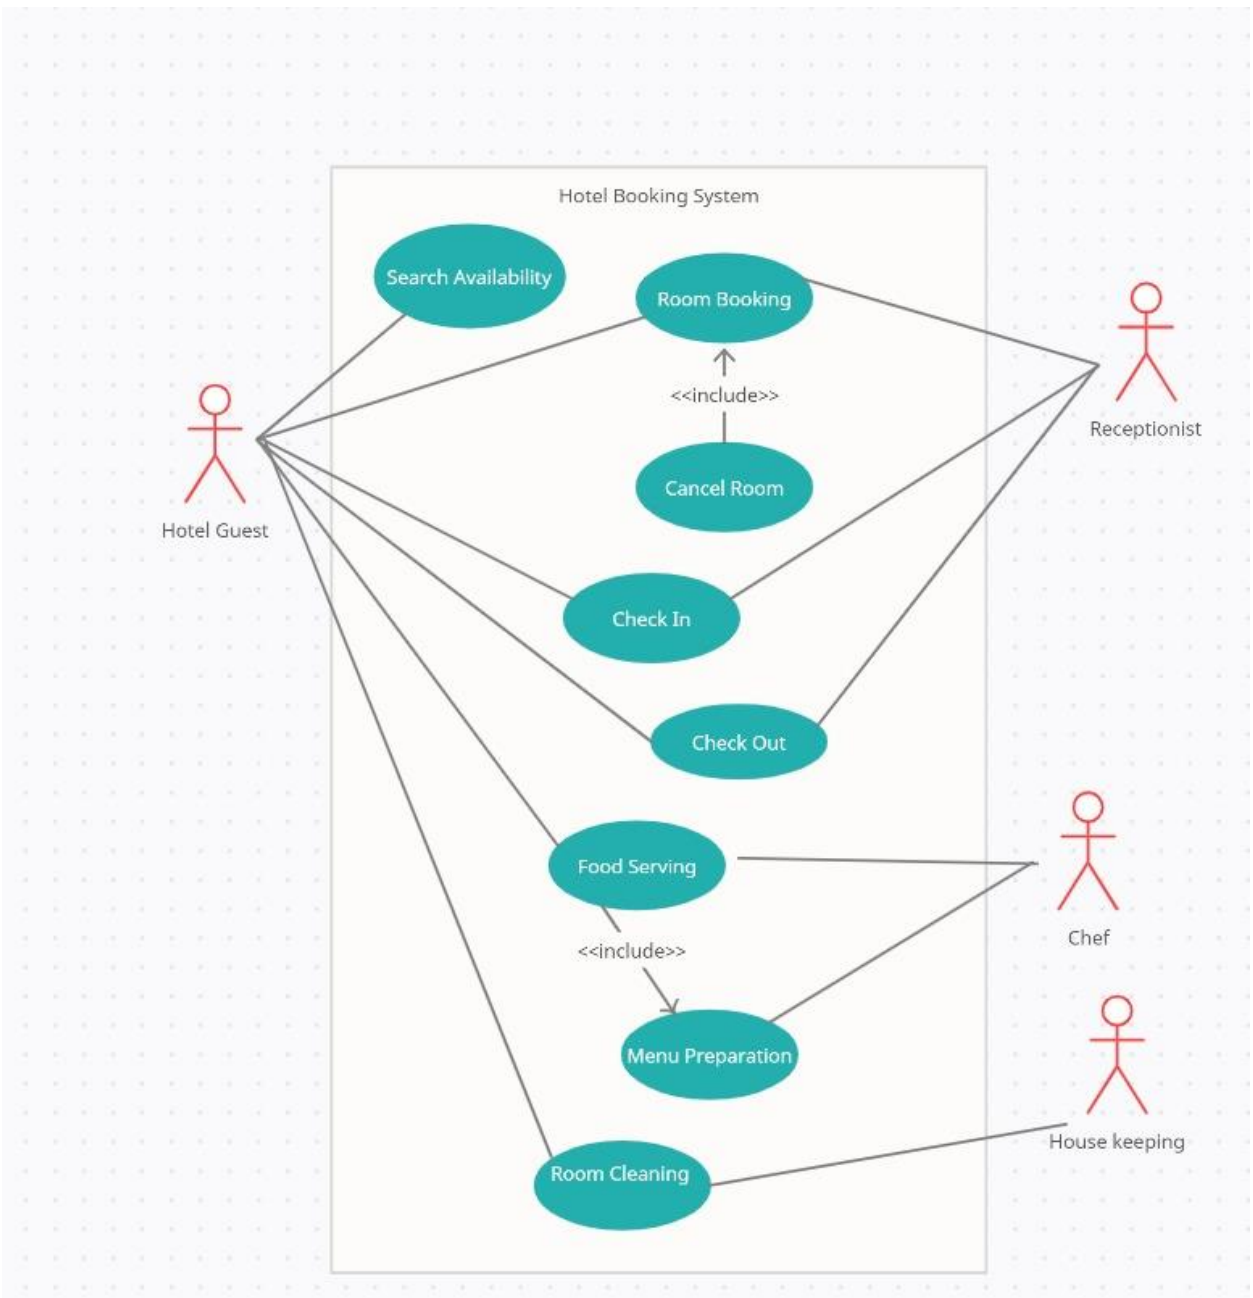 Hotel Booking System
Search Availability
Room Booking
<<include>>
Receptionist
Cancel Room
Hotel Guest
Check In
Check Out
Food Serving
Chef
<<include>>
Menu Preparation
House keeping
Room Cleaning